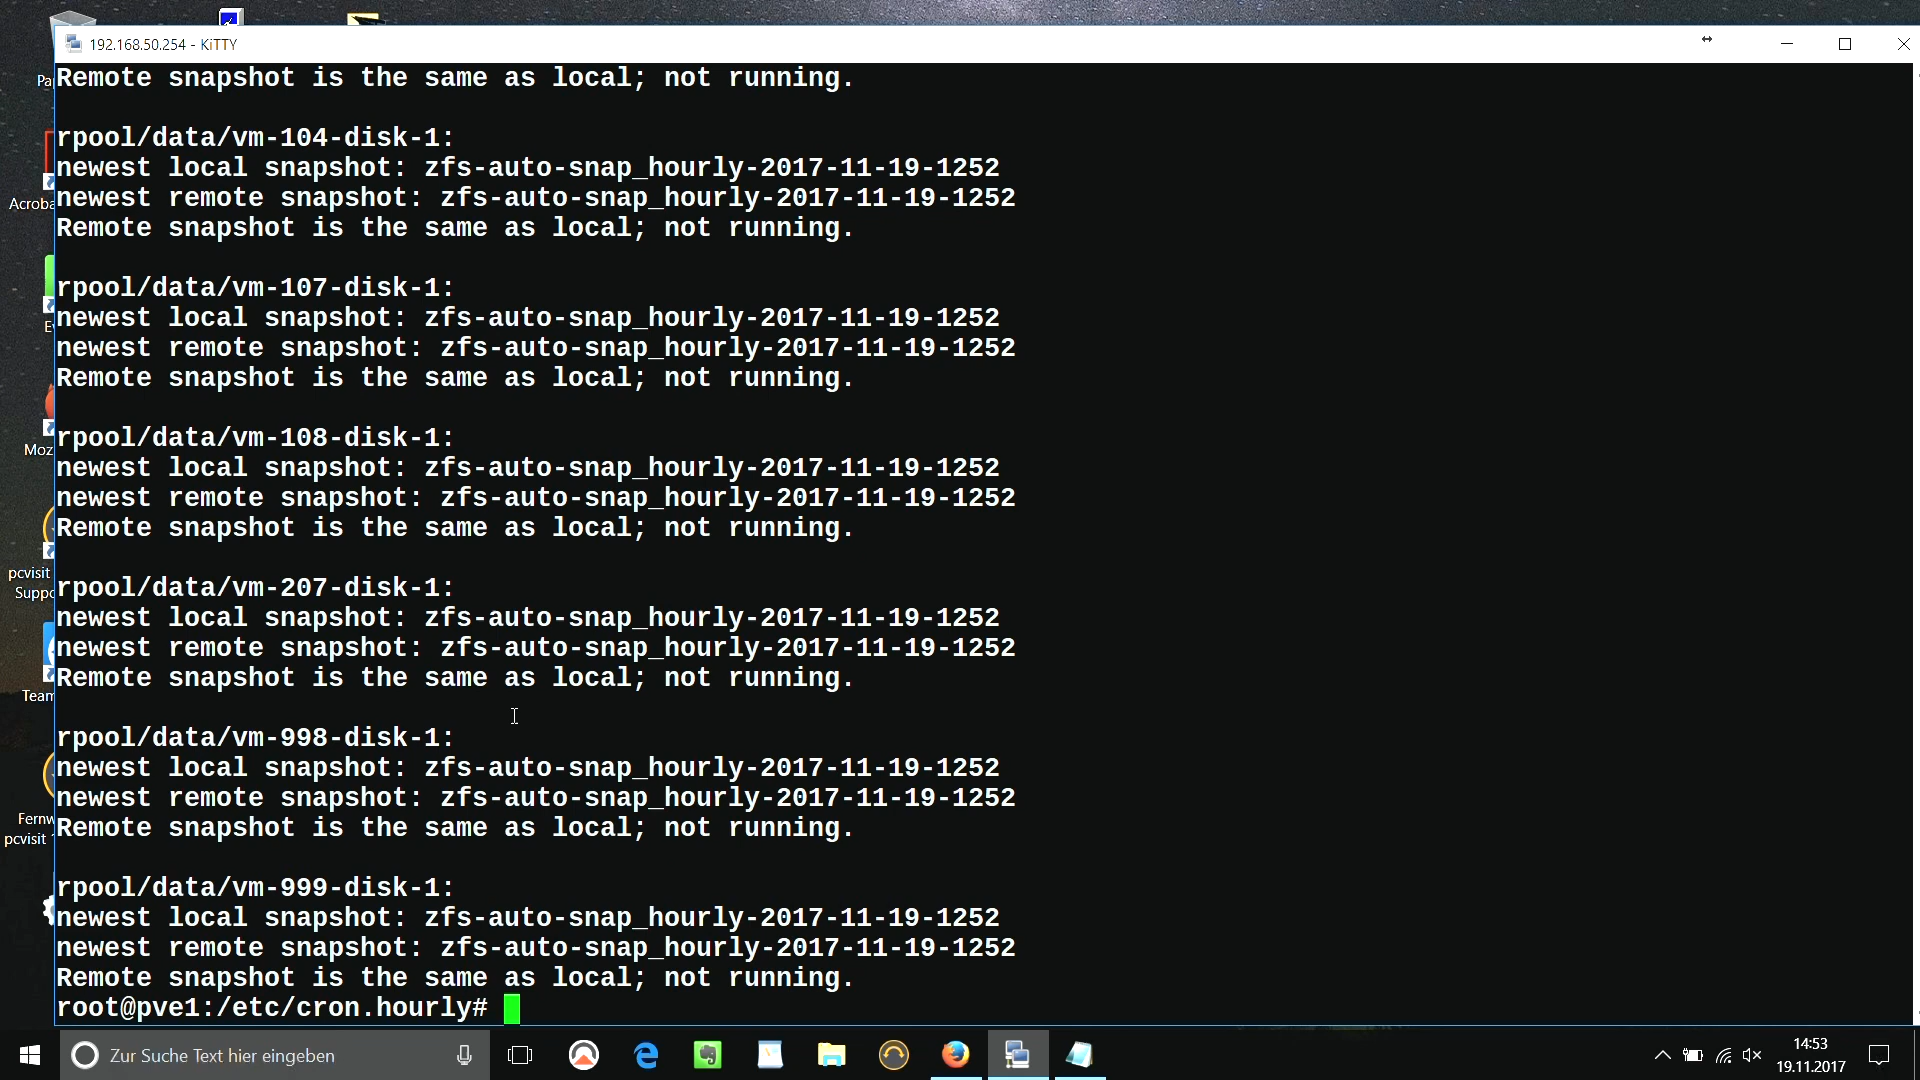 192.168.50.254 - KiTTY
Remote snapshot is the same as local; not running.
rpool/data/vm-104-disk-1:
newest local snapshot: zfs-auto-snap_hourly-2017-11-19-1252
newest remote snapshot: zfs-auto-snap_hourly-2017-11-19-1252
Remote snapshot is the same as local; not running.
rpool/data/vm-107-disk-1:
newest local snapshot: zfs-auto-snap_hourly-2017-11-19-1252
newest remote snapshot: zfs-auto-snap_hourly-2017-11-19-1252
Remote snapshot is the same as local; not running.
rpool/data/vm-108-disk-1:
newest local snapshot: zfs-auto-snap_hourly-2017-11-19-1252
newest remote snapshot: zfs-auto-snap_hourly-2017-11-19-1252
Remote snapshot is the same as local; not running.
rpool/data/vm-207-disk-1:
newest local snapshot: zfs-auto-snap_hourly-2017-11-19-1252
newest remote snapshot: zfs-auto-snap_hourly-2017-11-19-1252
Remote snapshot is the same as local; not running.
rpool/data/vm-998-disk-1:
newest local snapshot: zfs-auto-snap_hourly-2017-11-19-1252
newest remote snapshot: zfs-auto-snap_hourly-2017-11-19-1252
Remote snapshot is the same as local; not running.
rpool/data/vm-999-disk-1:
newest local snapshot: zfs-auto-snap_hourly-2017-11-19-1252
newest remote snapshot: zfs-auto-snap_hourly-2017-11-19-1252
Remote snapshot is the same as local; not running.
root@pve1:/etc/cron.hourly#
Pa
Acroba
Ev
Moz
pcvisit
Suppo
Team
Fernw
pcvisit
Zur Suche Text hier eingeben
14:53
19.11.2017